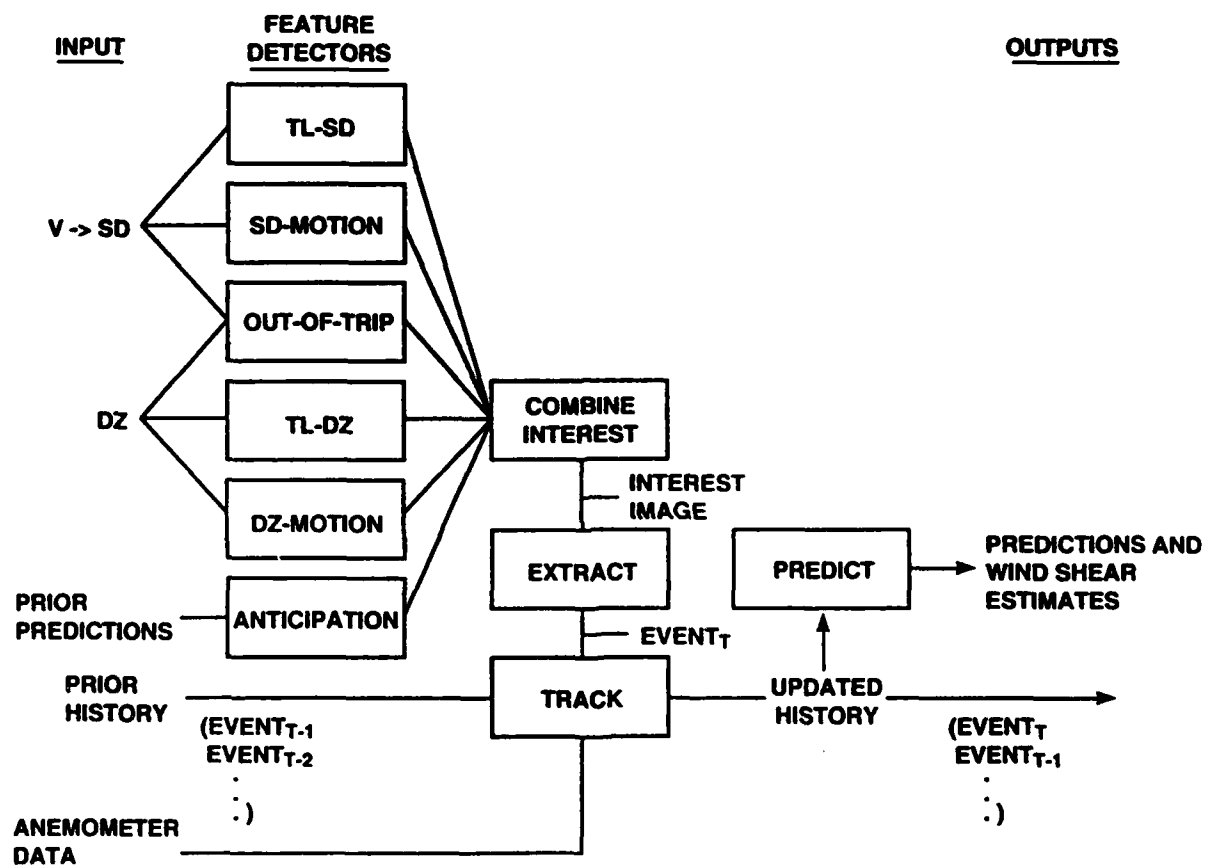 INPUT
FEATURE
DETECTORS
OUTPUTS
TL-SD
V -> SD
SD-MOTION
OUT-OF-TRIP
DZ
TL-DZ
COMBINE
INTEREST
DZ-MOTION
INTEREST
IMAGE
EXTRACT
PREDICT
PREDICTIONS AND
WIND SHEAR
ESTIMATES
PRIOR
PREDICTIONS
ANTICIPATION
EVENTT
PRIOR
HISTORY
TRACK
UPDATED
HISTORY
(EVENTT-1
EVENTT-2
.
.
.)
(EVENTT
EVENTT-1
.
.
.)
ANEMOMETER
DATA